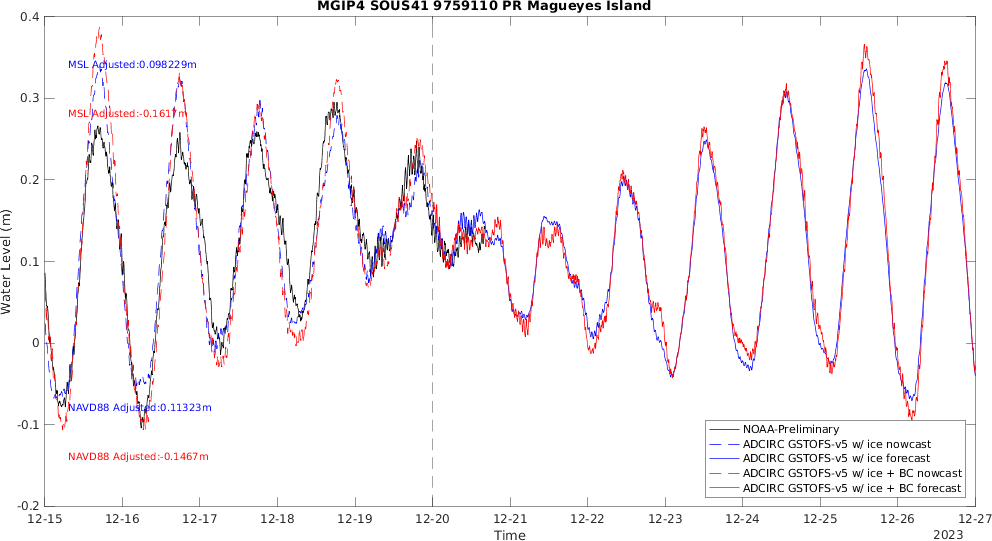 MGIP4 SOUS41 9759110 PR Magueyes Island
0.4
0.3
0.2
0.1
0
-0.1
-0.2
Water Level (m)
MSL Adjusted:0.098229m
MSL Adjusted:-0.1617m
NAVD88 Adjusted:0.11323m
NAVD88 Adjusted:-0.1467m
NOAA-Preliminary
ADCIRC GSTOFS-v5 w/ ice nowcast
ADCIRC GSTOFS-v5 w/ ice forecast
ADCIRC GSTOFS-v5 w/ ice + BC nowcast
ADCIRC GSTOFS-v5 w/ ice + BC forecast
12-15 12-16 12-17 12-18 12-19 12-20 12-21 12-22 12-23 12-24 12-25 12-26 12-27
Time
2023